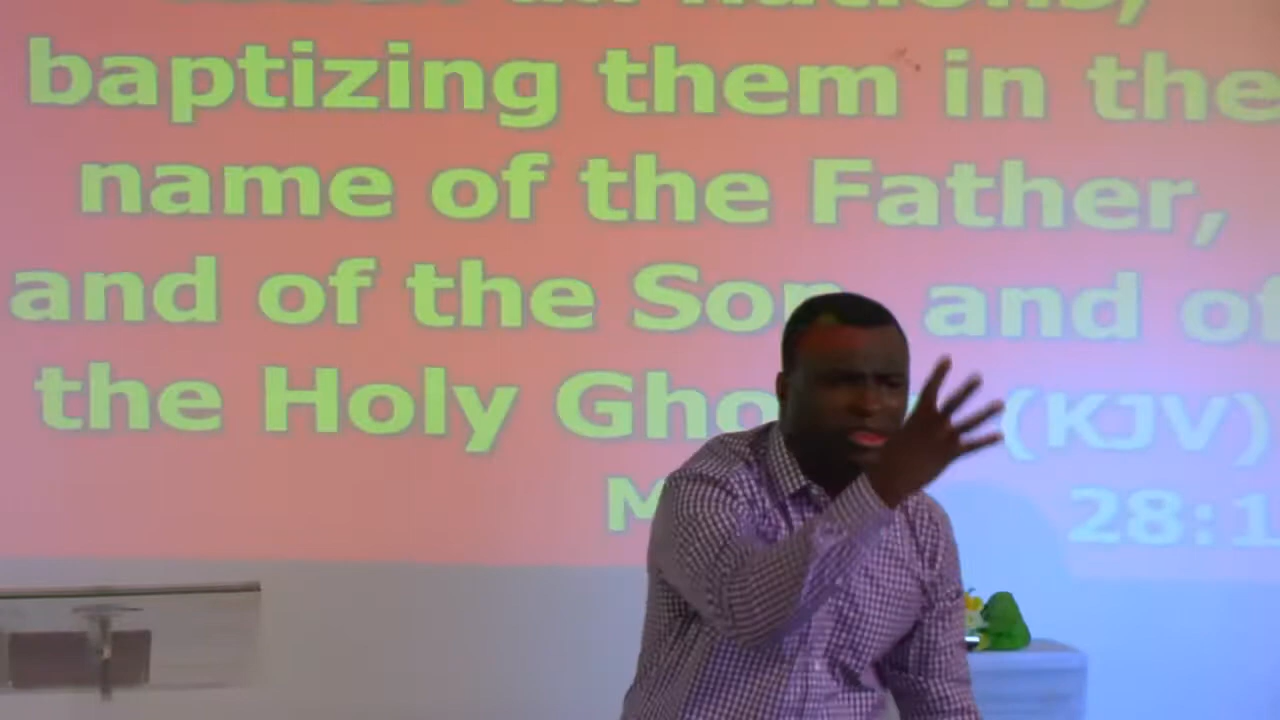 nations,
baptizing them in the
name of the Father,
and of the Son, and of
the Holy Gho (KJV)
M 28:1